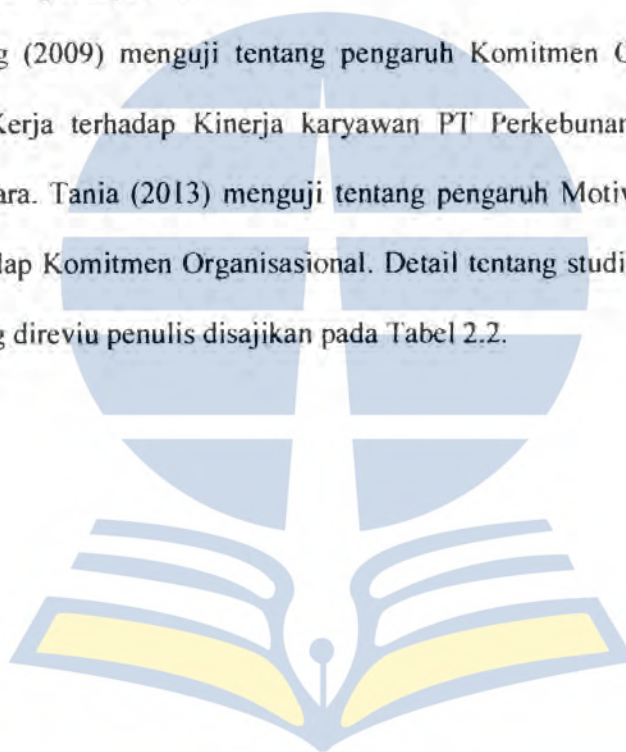 g (2009) menguji tentang pengaruh Komitmen
Kerja terhadap Kinerja karyawan PT Perkebunan
ara. Tania (2013) menguji tentang pengaruh Motiv
lap Komitmen Organisasional. Detail tentang studi
g direviu penulis disajikan pada Tabel 2.2.